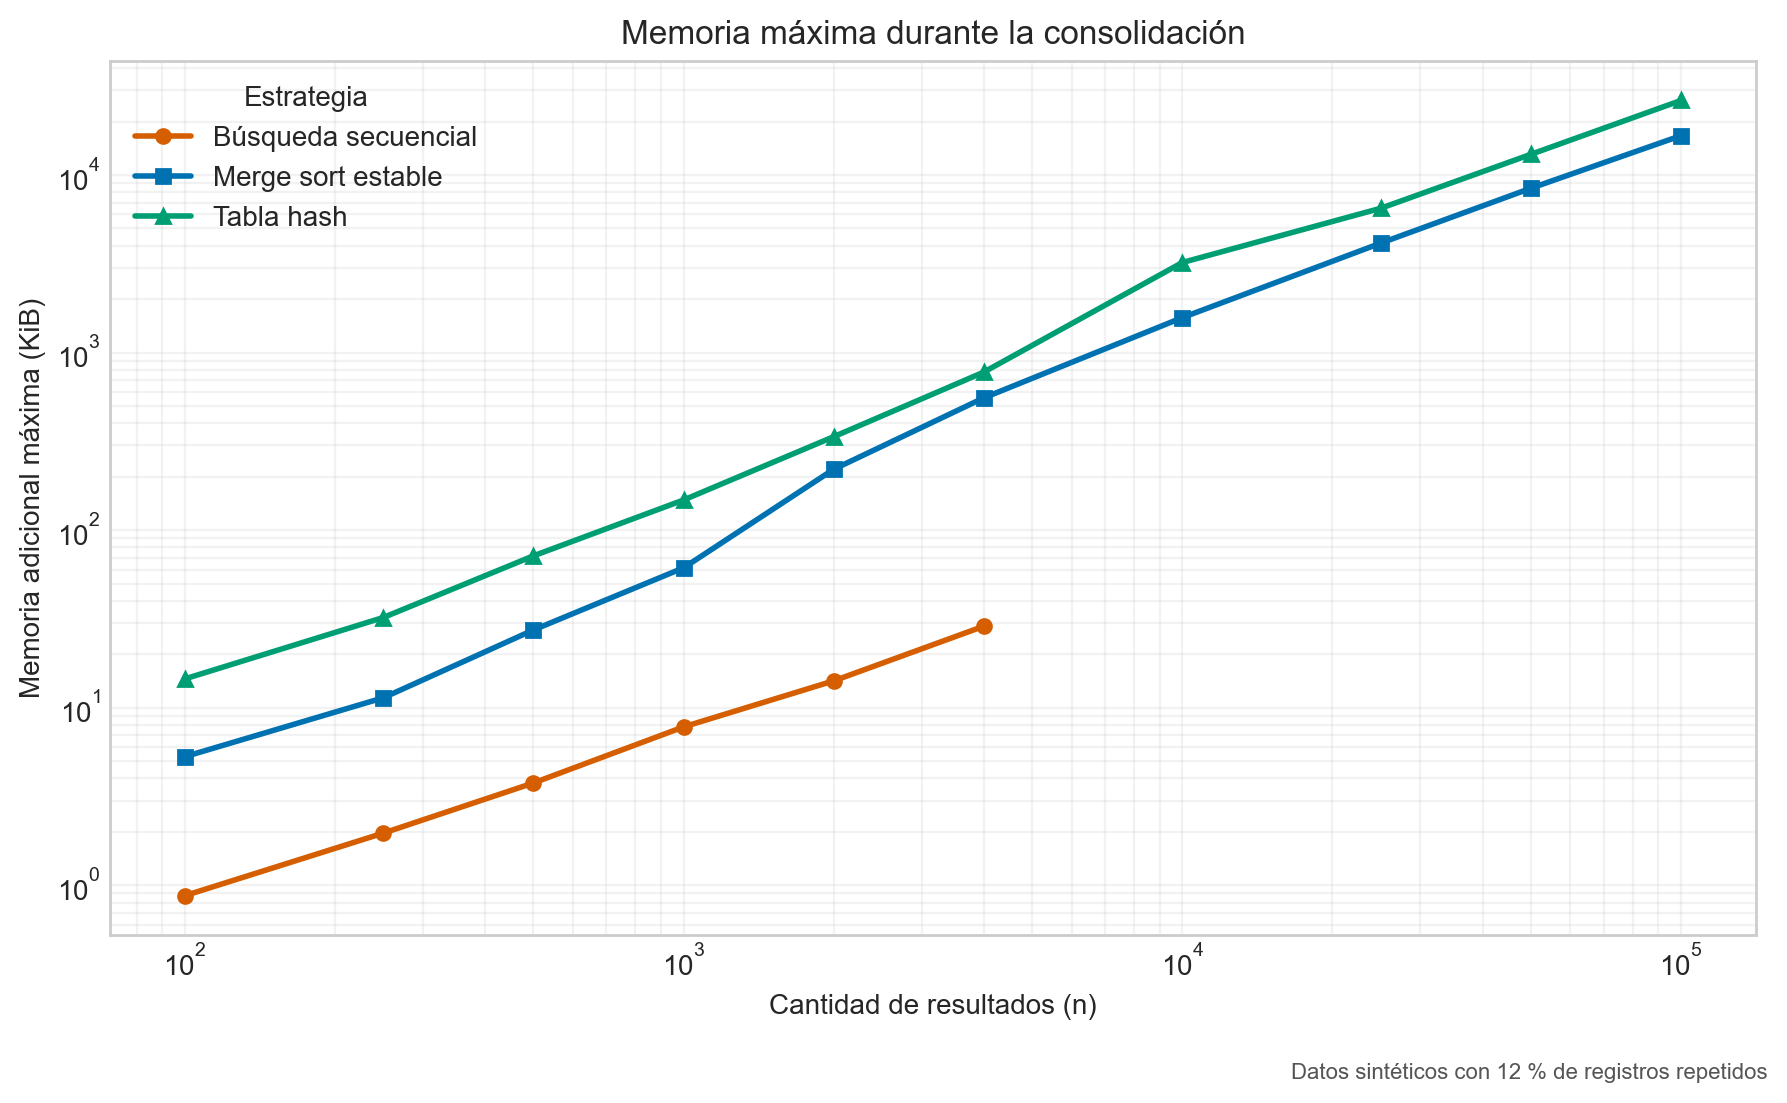 Memoria máxima durante la consolidación
Estrategia
Búsqueda secuencial
Merge sort estable
Tabla hash
Memoria adicional máxima (KiB)
10^4
10^3
10^2
10^1
10^0
10^2 10^3 10^4 10^5
Cantidad de resultados (n)
Datos sintéticos con 12 % de registros repetidos